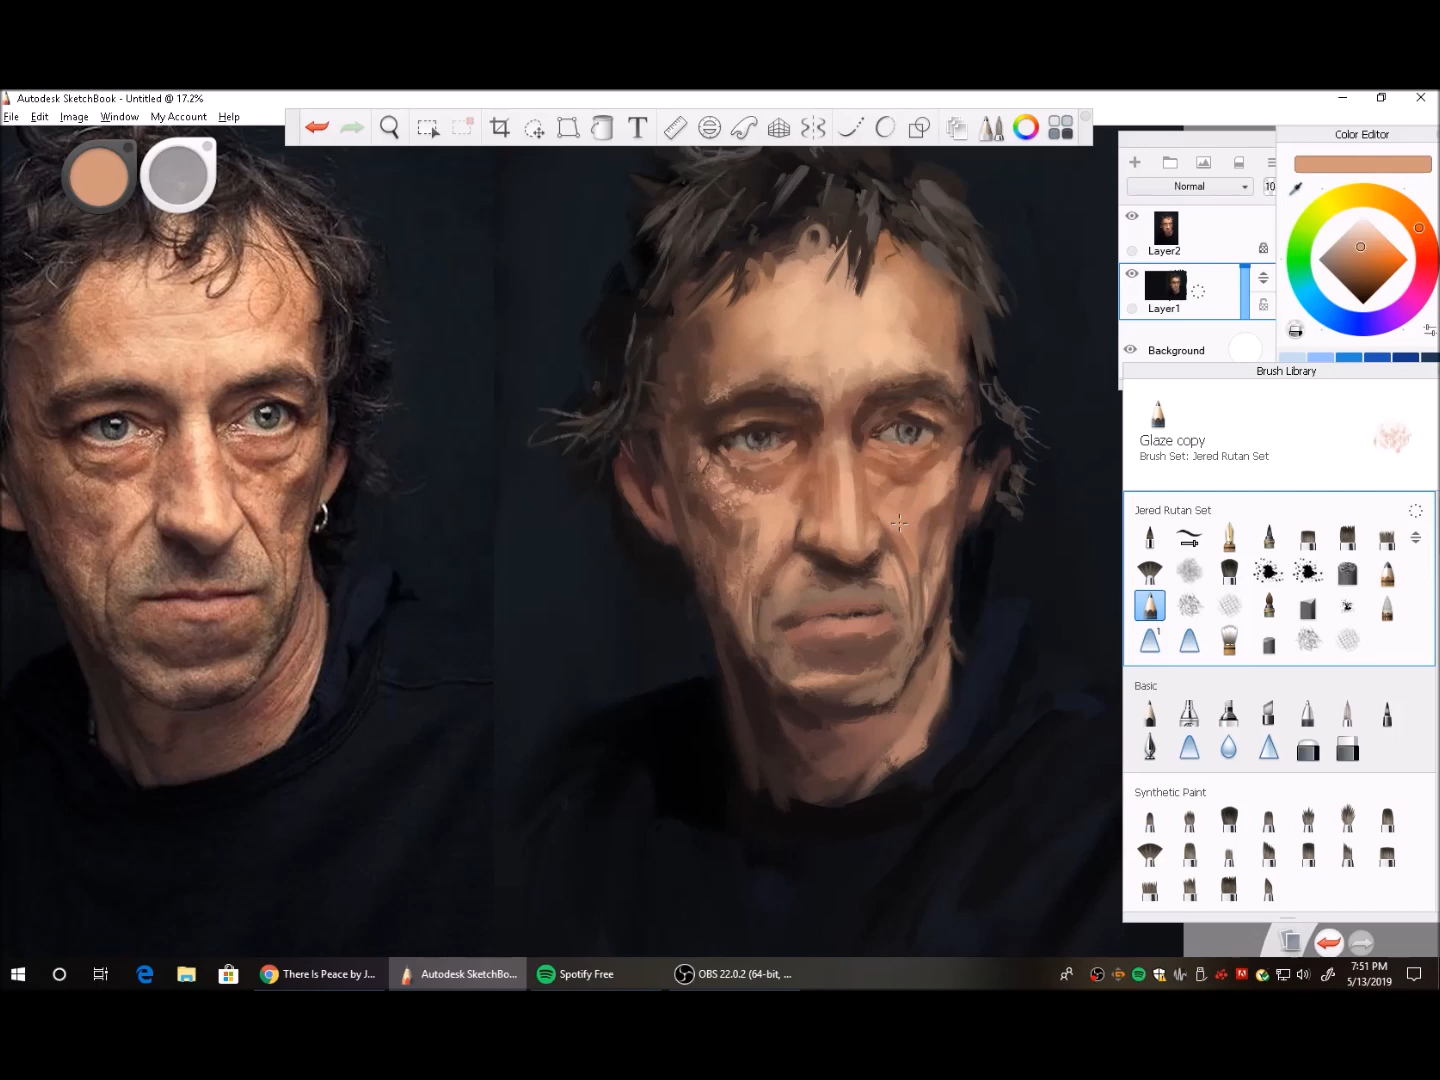 Autodesk SketchBook - Untitled @ 17.2%
File Edit Image Window My Account Help
T
Color Editor
Normal
10
Layer2
Layer1
Background
Brush Library
Glaze copy
Brush Set: Jered Rutan Set
Jered Rutan Set
1
Basic
Synthetic Paint
There Is Peace by J...
Autodesk SketchBo...
Spotify Free
OBS 22.0.2 (64-bit, ...
7:51 PM
5/13/2019